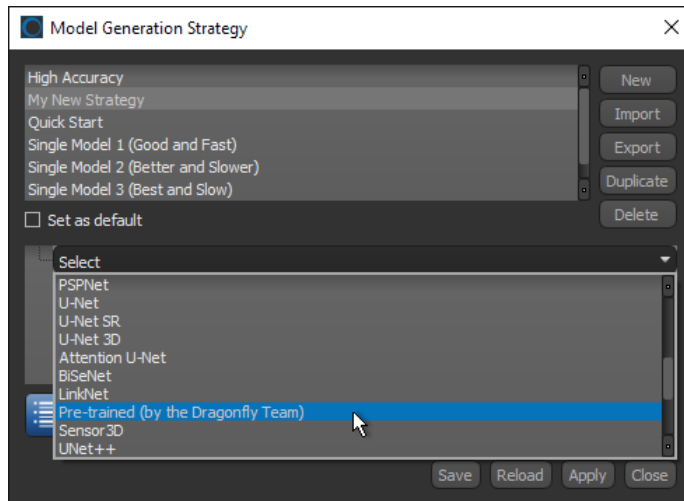 Model Generation Strategy
High Accuracy
My New Strategy
Quick Start
Single Model 1 (Good and Fast)
Single Model 2 (Better and Slower)
Single Model 3 (Best and Slow)
New
Import
Export
Duplicate
Delete
Set as default
Select
PSPNet
U-Net
U-Net SR
U-Net 3D
Attention U-Net
BiSeNet
LinkNet
Pre-trained (by the Dragonfly Team)
Sensor3D
UNet++
Save
Reload
Apply
Close